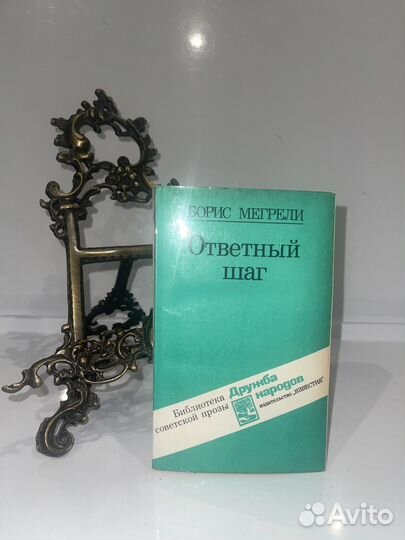 БОРИС МЕГРЕЛИ
Ответный
шаг
Библиотека
советской прозы
Дружба
народов
издательство „ИЗВЕСТИЯ"
Avito